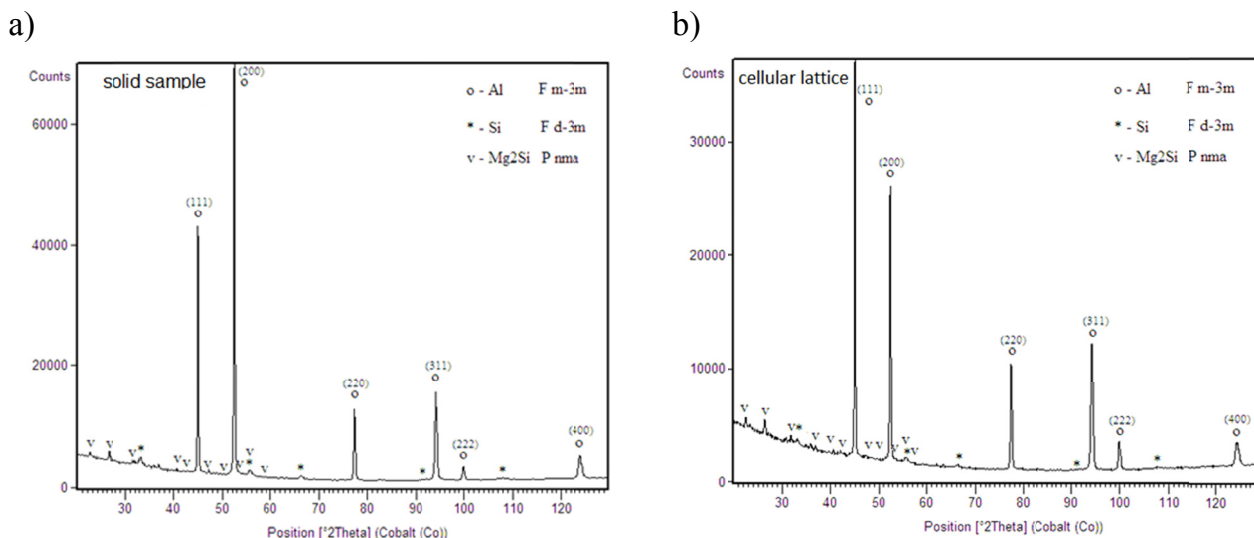 a)
Counts
solid sample
(200)
o - Al F m-3m
* - Si F d-3m
v - Mg2Si P nma
60000
(111)
40000
20000
(220)
(311)
(222)
(400)
v v v * v v v v v v * v * * *
0
30 40 50 60 70 80 90 100 110 120
Position [°2Theta] (Cobalt (Co))
b)
Counts
cellular lattice
(111)
o - Al F m-3m
* - Si F d-3m
v - Mg2Si P nma
30000
(200)
20000
(220)
(311)
10000
(222)
(400)
v v v * v v v v v v v * v * * *
0
30 40 50 60 70 80 90 100 110 120
Position [°2Theta] (Cobalt (Co))